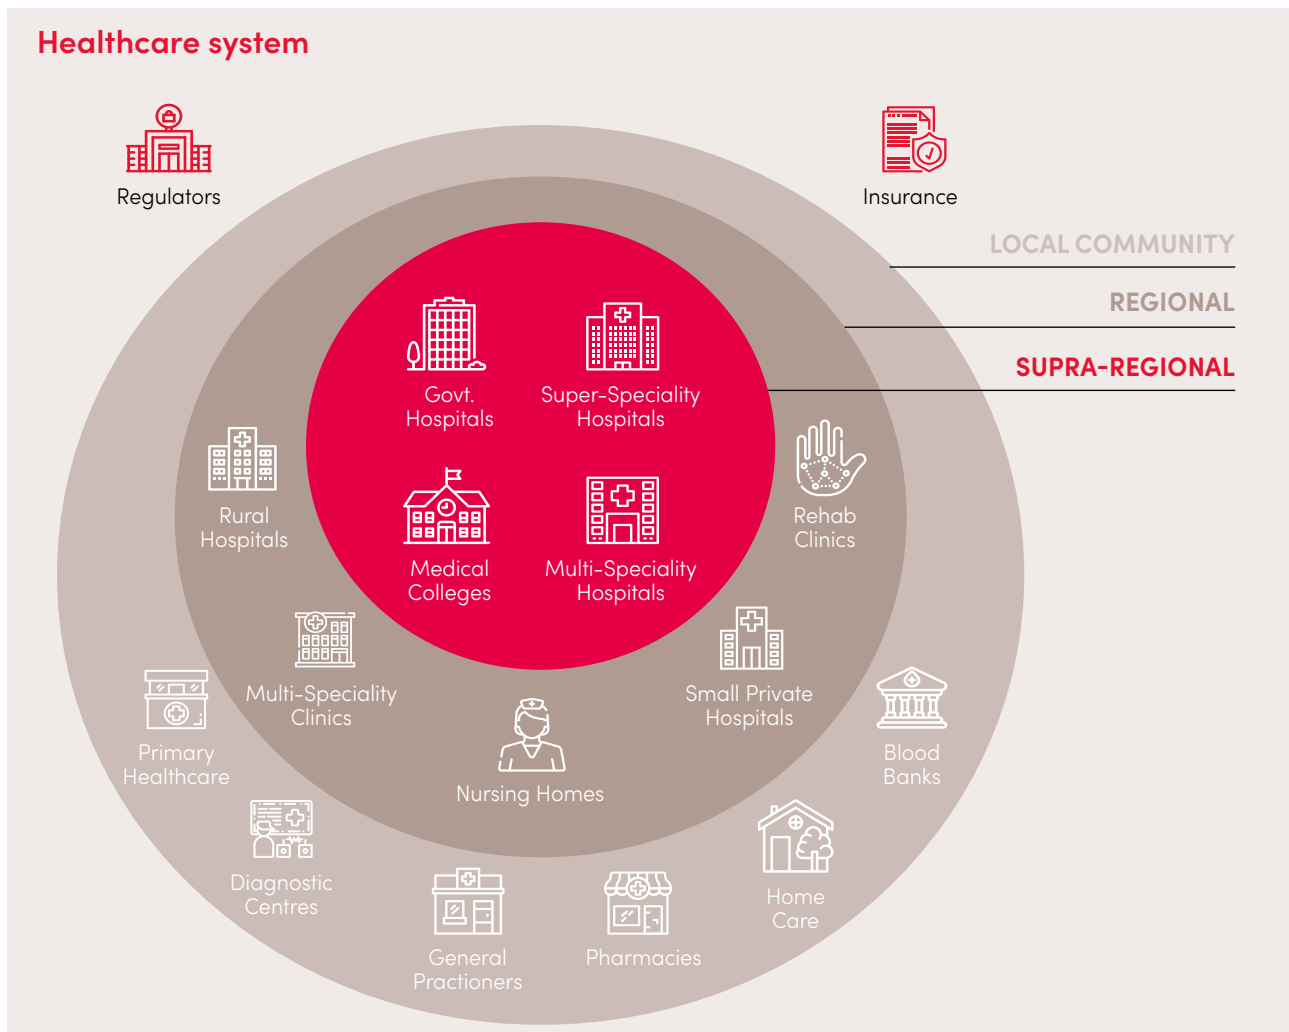 Healthcare system
Regulators
Insurance
LOCAL COMMUNITY
REGIONAL
SUPRA-REGIONAL
Govt.
Hospitals
Super-Speciality
Hospitals
Medical
Colleges
Multi-Speciality
Hospitals
Rural
Hospitals
Rehab
Clinics
Multi-Speciality
Clinics
Small Private
Hospitals
Nursing Homes
Primary
Healthcare
Blood
Banks
Diagnostic
Centres
Home
Care
General
Practioners
Pharmacies